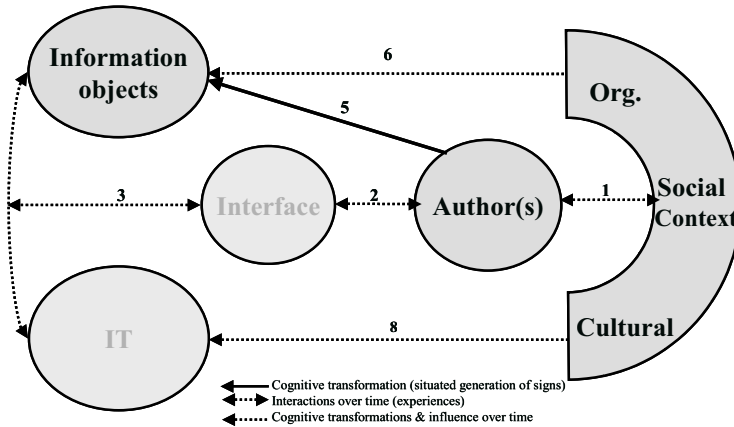 6
Information
objects
Org.
5
3
Interface
2
Author(s)
1
Social
Context
IT
8
Cultural
Cognitive transformation (situated generation of signs)
Interactions over time (experiences)
Cognitive transformations & influence over time